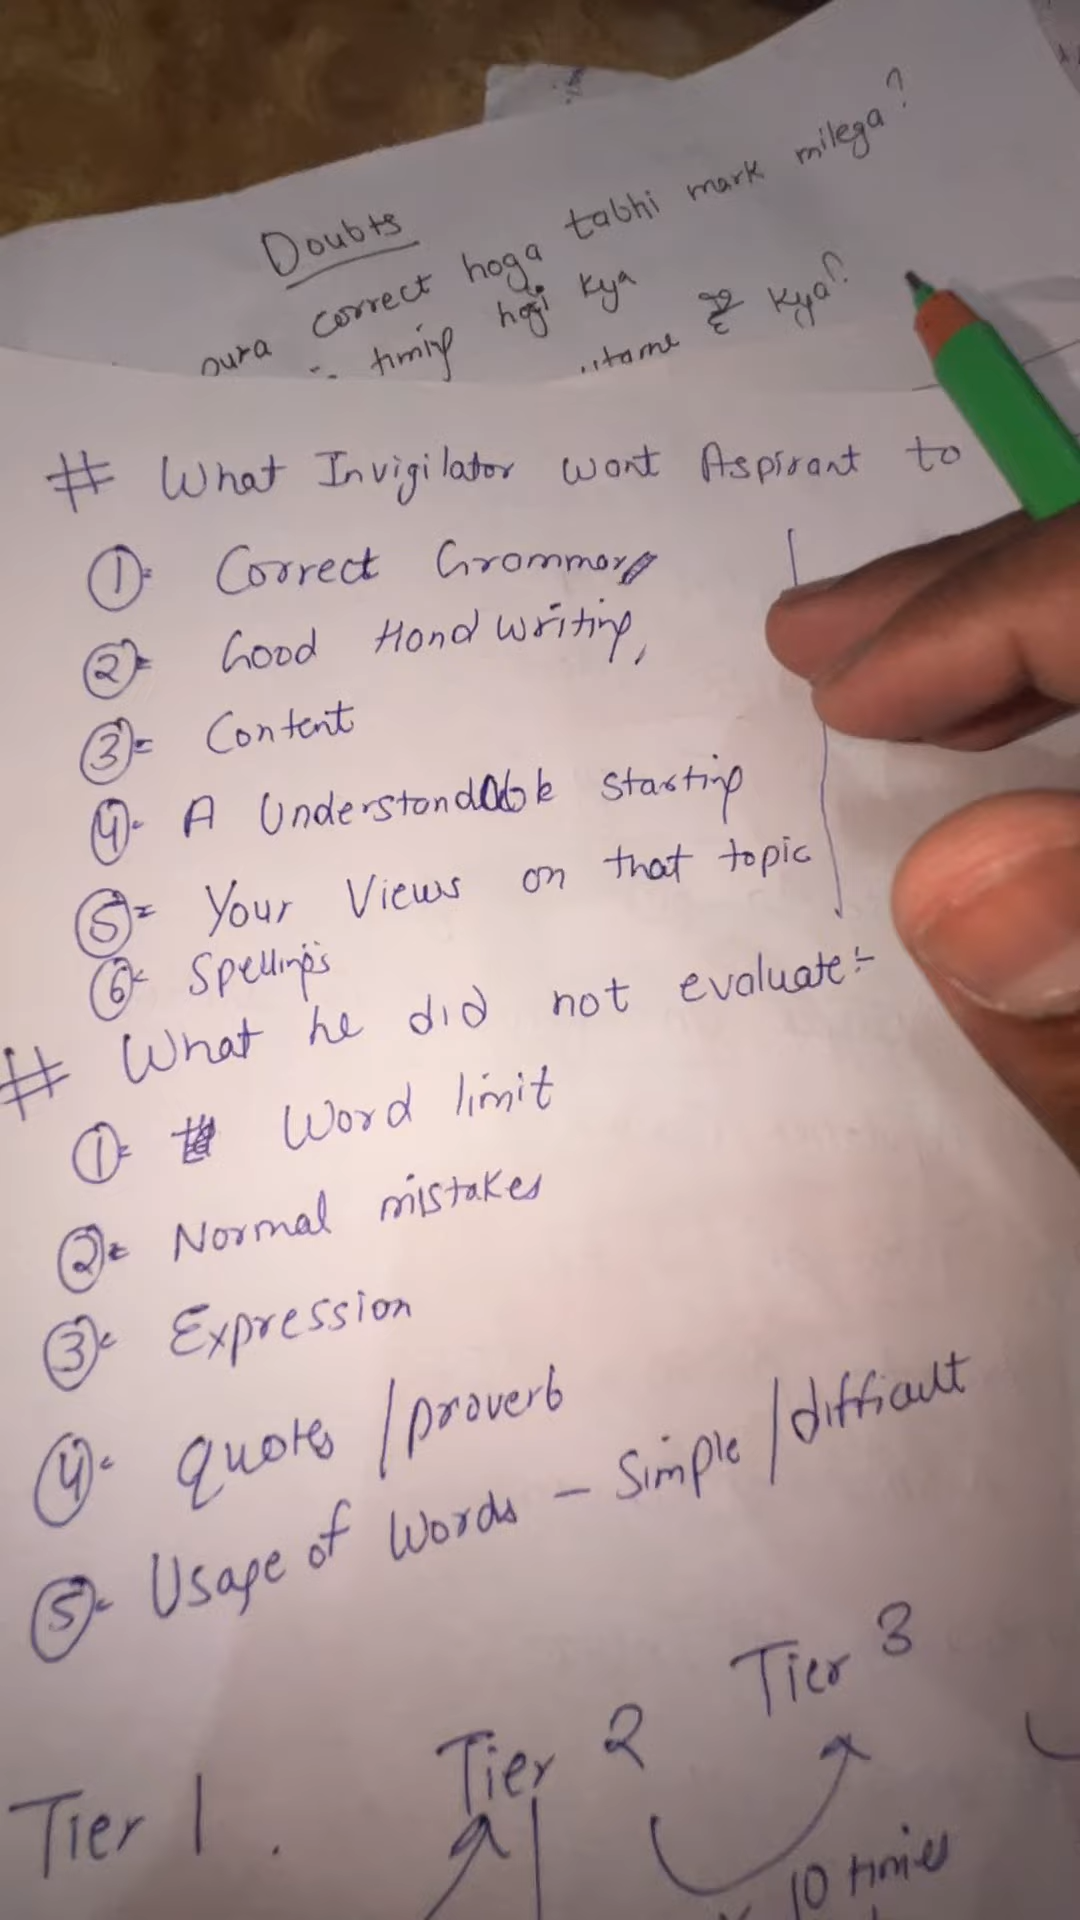 Doubts
pura correct hoga tabhi mark milega?
timing hogi kya
है kya?
# What Invigilator want Aspirant to
① Correct Grammar
② Good Hand writing,
③ Content
④ A Understandable starting
⑤ Your Views on that topic
⑥ Spellings
# What he did not evaluate:-
① Word limit
② Normal mistakes
③ Expression
④ Quotes / proverb
⑤ Usage of Words - Simple / difficult
Tier 1. Tier 2 Tier 3
10 times